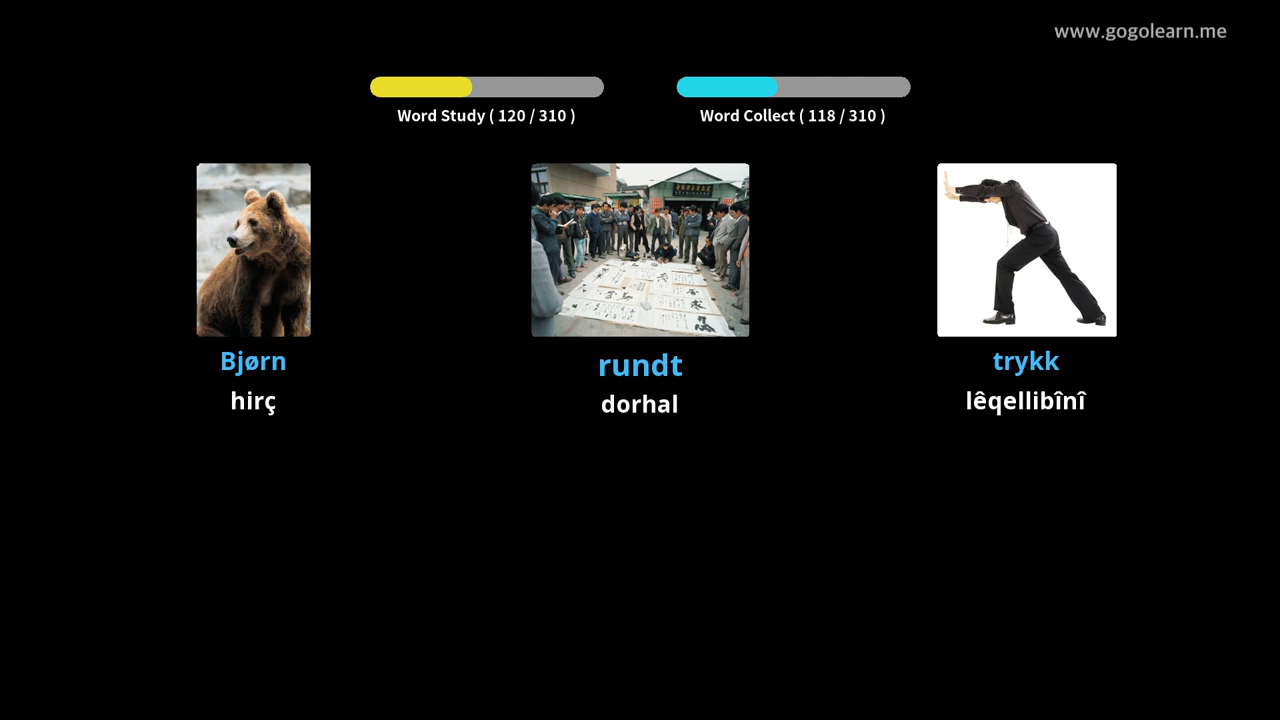 www.gogolearn.me
Word Study ( 120 / 310 )
Word Collect ( 118 / 310 )
Bjørn
hirç
rundt
dorhal
trykk
lêqellibînî